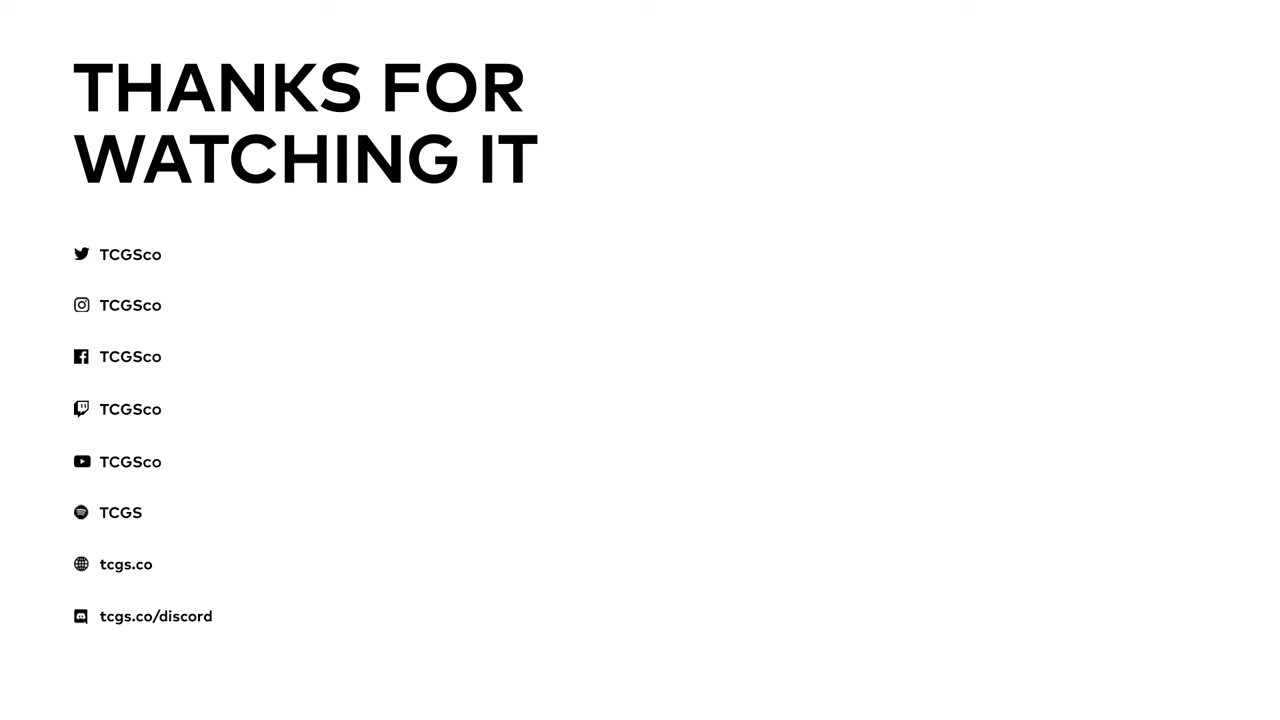 THANKS FOR
WATCHING IT
TCGSco
TCGSco
TCGSco
TCGSco
TCGSco
TCGS
tcgs.co
tcgs.co/discord